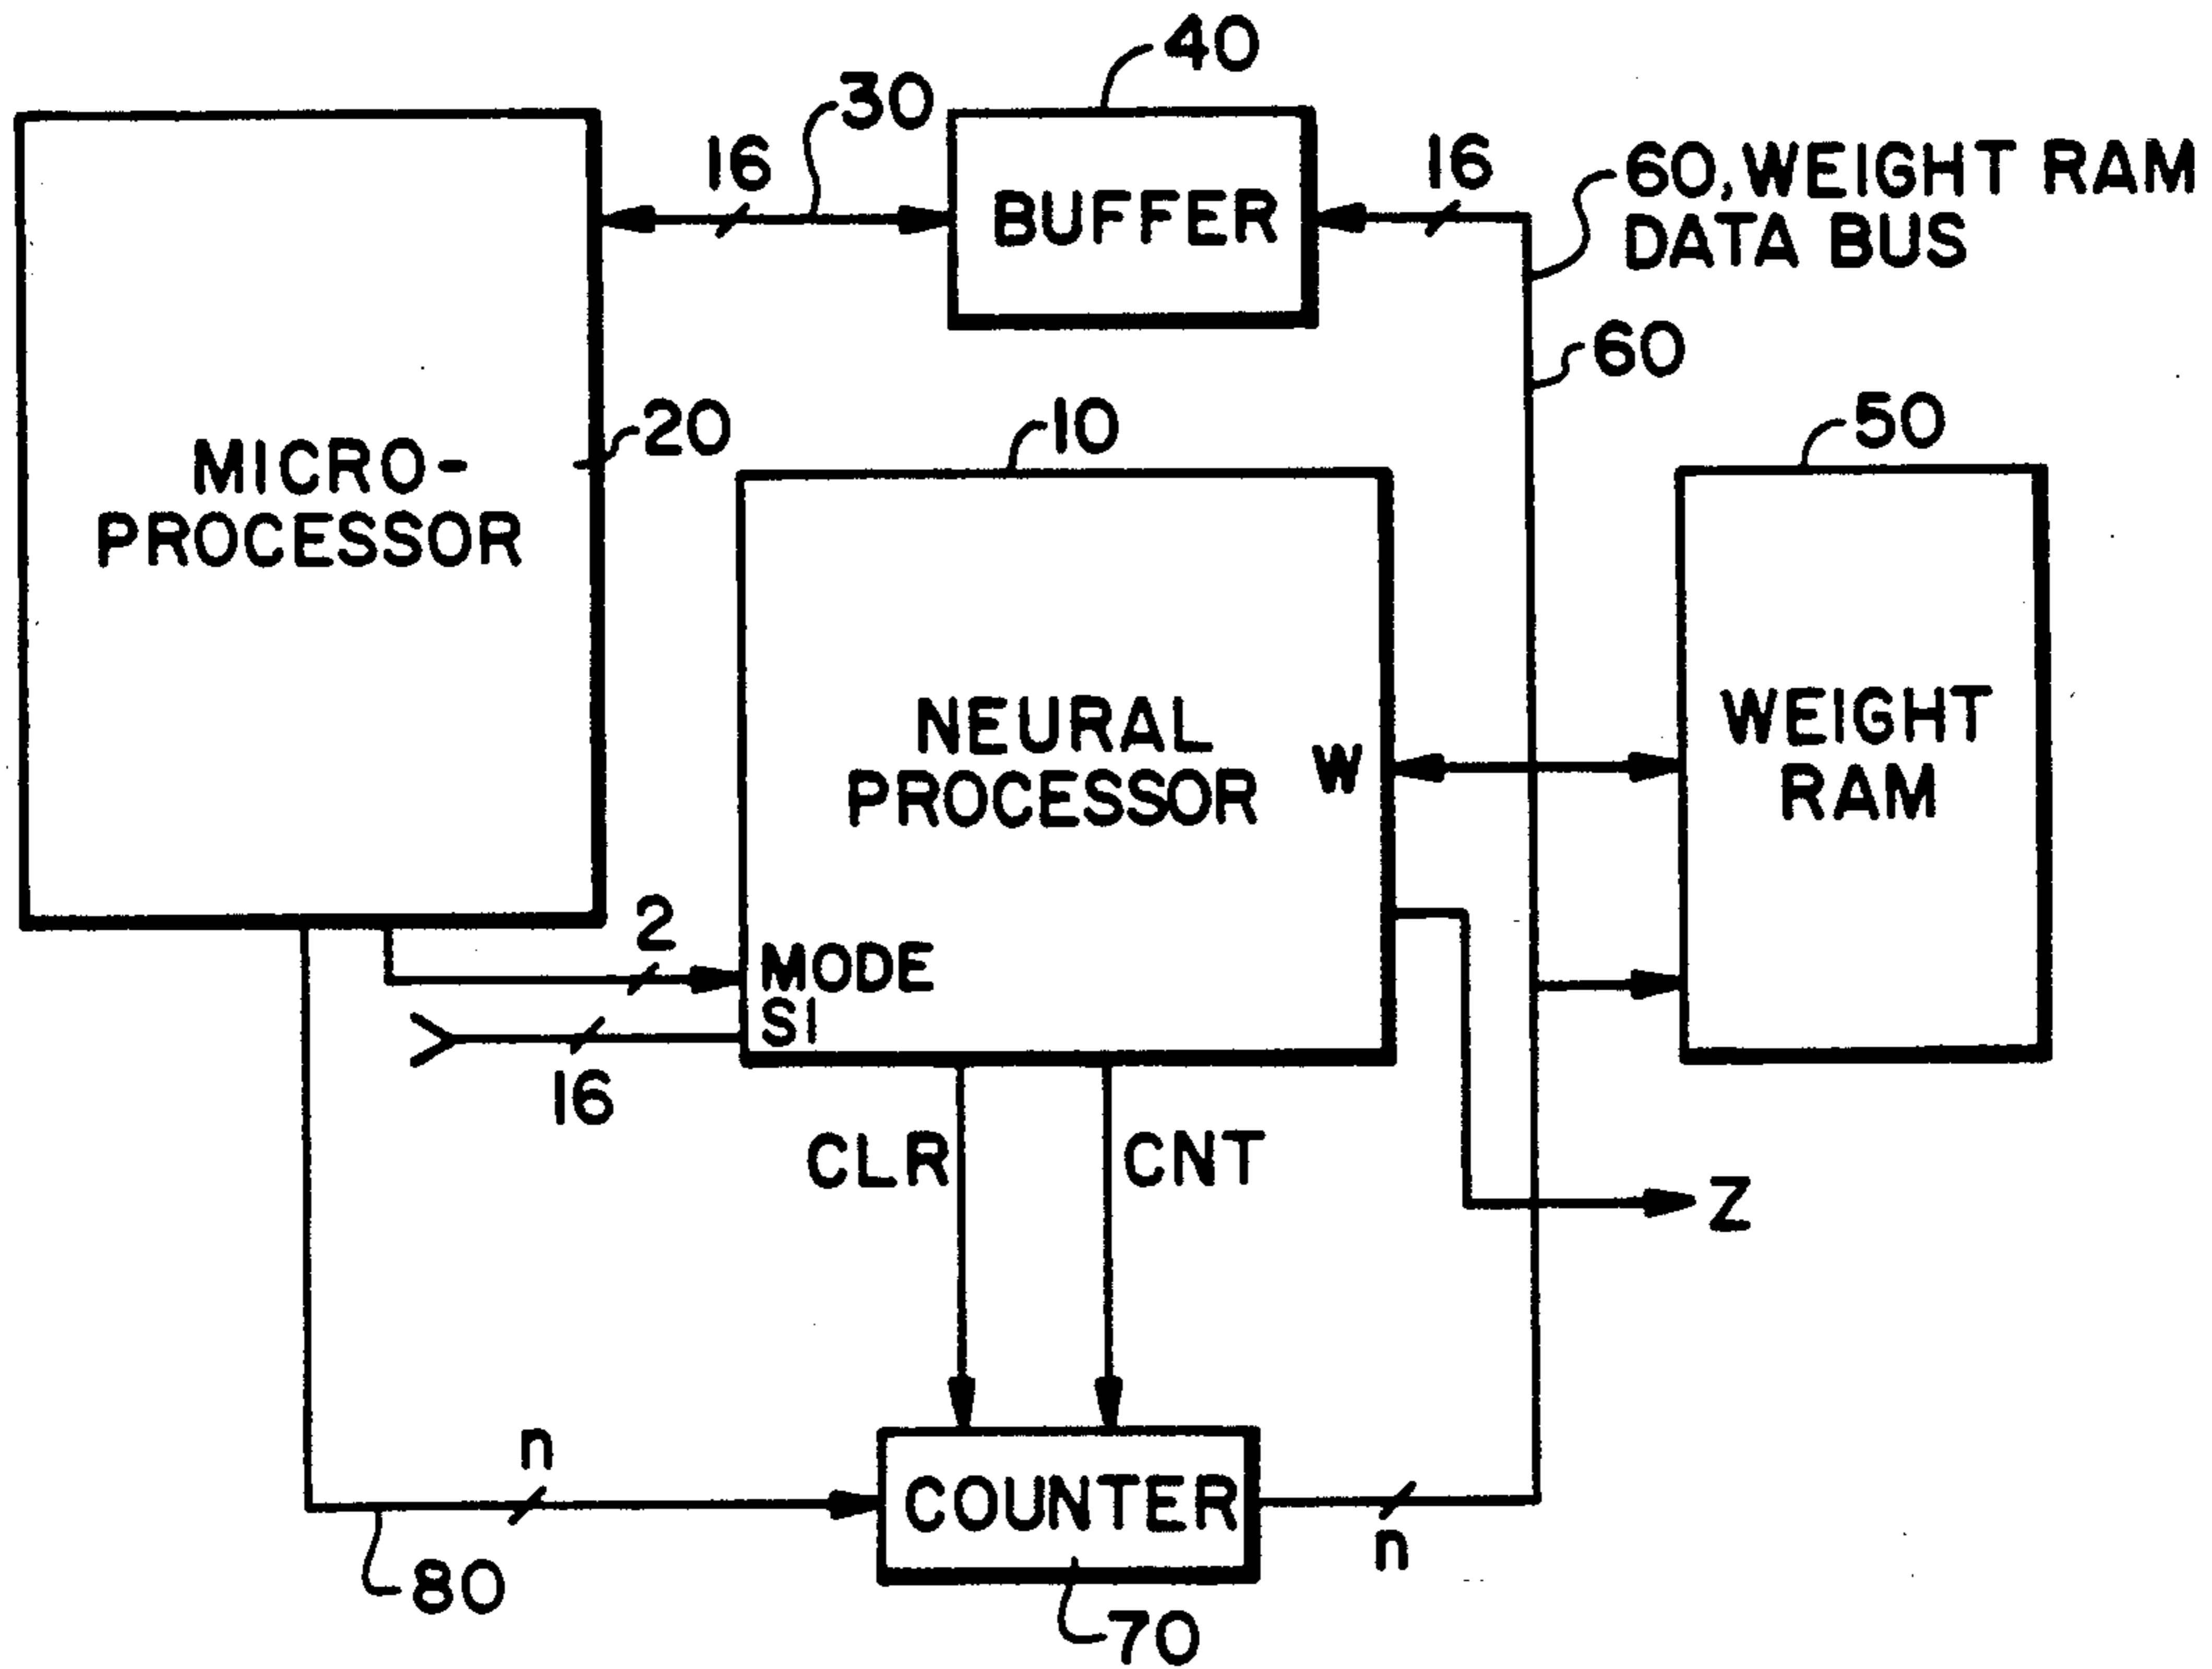 40
30
16
BUFFER
16
60, WEIGHT RAM
DATA BUS
60
20
10
50
MICRO-
PROCESSOR
NEURAL
PROCESSOR
W
WEIGHT
RAM
2
MODE
SI
16
CLR
CNT
Z
n
COUNTER
n
80
70